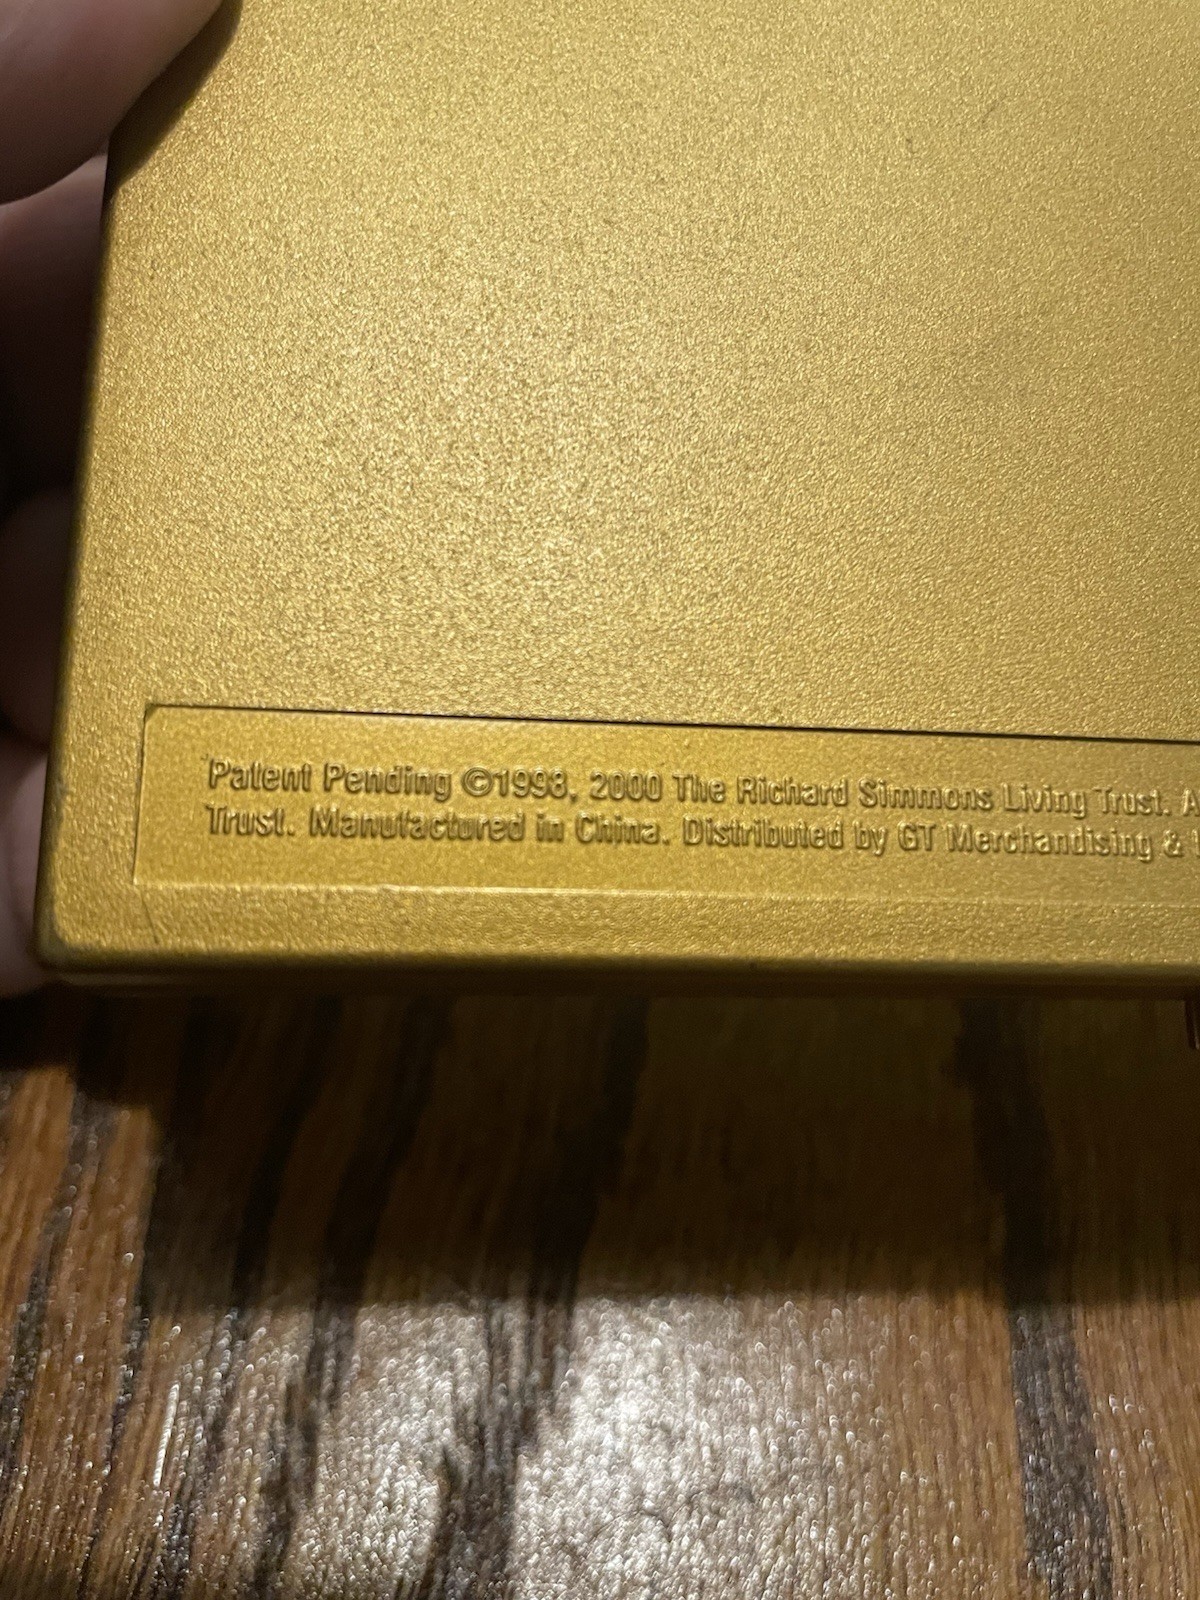 Patent Pending ©1998, 2000 The Richard Simmons Living Trust. A
Trust. Manufactured in China. Distributed by GT Merchandising &